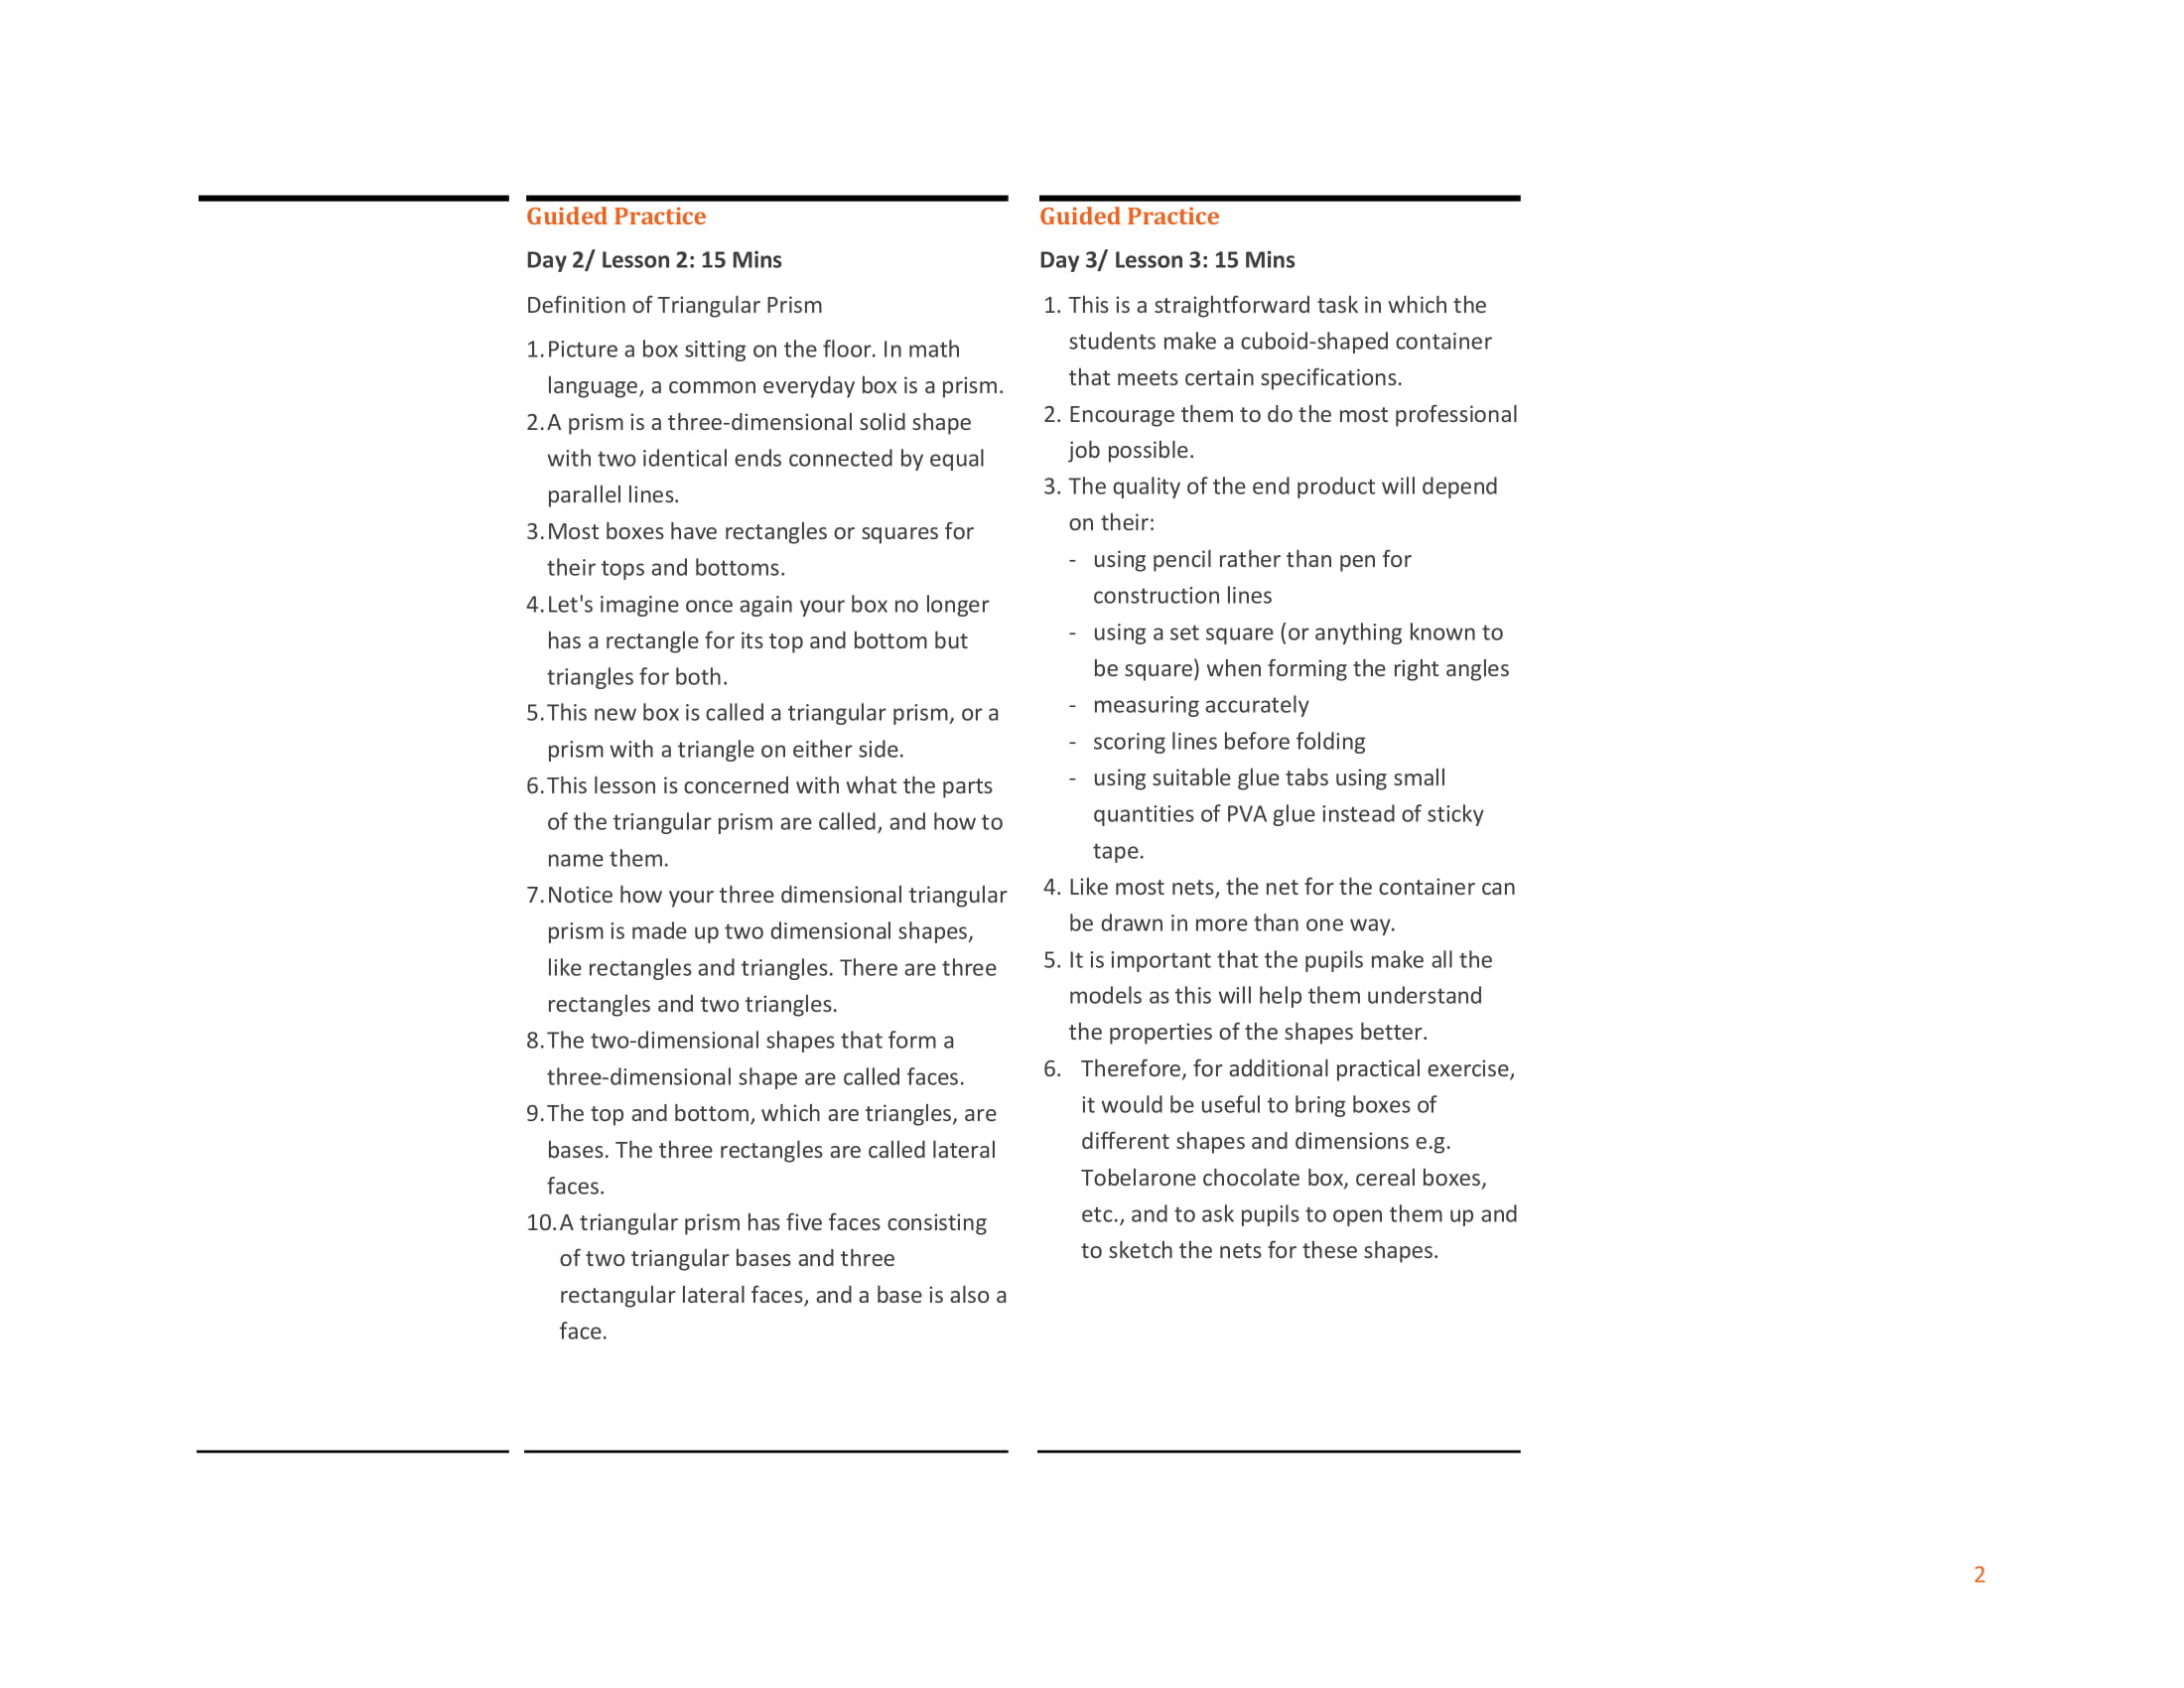 Guided Practice
Day 2/ Lesson 2: 15 Mins
Definition of Triangular Prism
1.Picture a box sitting on the floor. In math
language, a common everyday box is a prism.
2.A prism is a three-dimensional solid shape
with two identical ends connected by equal
parallel lines.
3.Most boxes have rectangles or squares for
their tops and bottoms.
4.Let's imagine once again your box no longer
has a rectangle for its top and bottom but
triangles for both.
5.This new box is called a triangular prism, or a
prism with a triangle on either side.
6.This lesson is concerned with what the parts
of the triangular prism are called, and how to
name them.
7.Notice how your three dimensional triangular
prism is made up two dimensional shapes,
like rectangles and triangles. There are three
rectangles and two triangles.
8.The two-dimensional shapes that form a
three-dimensional shape are called faces.
9.The top and bottom, which are triangles, are
bases. The three rectangles are called lateral
faces.
10.A triangular prism has five faces consisting
of two triangular bases and three
rectangular lateral faces, and a base is also a
face.
Guided Practice
Day 3/ Lesson 3: 15 Mins
1. This is a straightforward task in which the
students make a cuboid-shaped container
that meets certain specifications.
2. Encourage them to do the most professional
job possible.
3. The quality of the end product will depend
on their:
- using pencil rather than pen for
construction lines
- using a set square (or anything known to
be square) when forming the right angles
- measuring accurately
- scoring lines before folding
- using suitable glue tabs using small
quantities of PVA glue instead of sticky
tape.
4. Like most nets, the net for the container can
be drawn in more than one way.
5. It is important that the pupils make all the
models as this will help them understand
the properties of the shapes better.
6. Therefore, for additional practical exercise,
it would be useful to bring boxes of
different shapes and dimensions e.g.
Tobelarone chocolate box, cereal boxes,
etc., and to ask pupils to open them up and
to sketch the nets for these shapes.
2